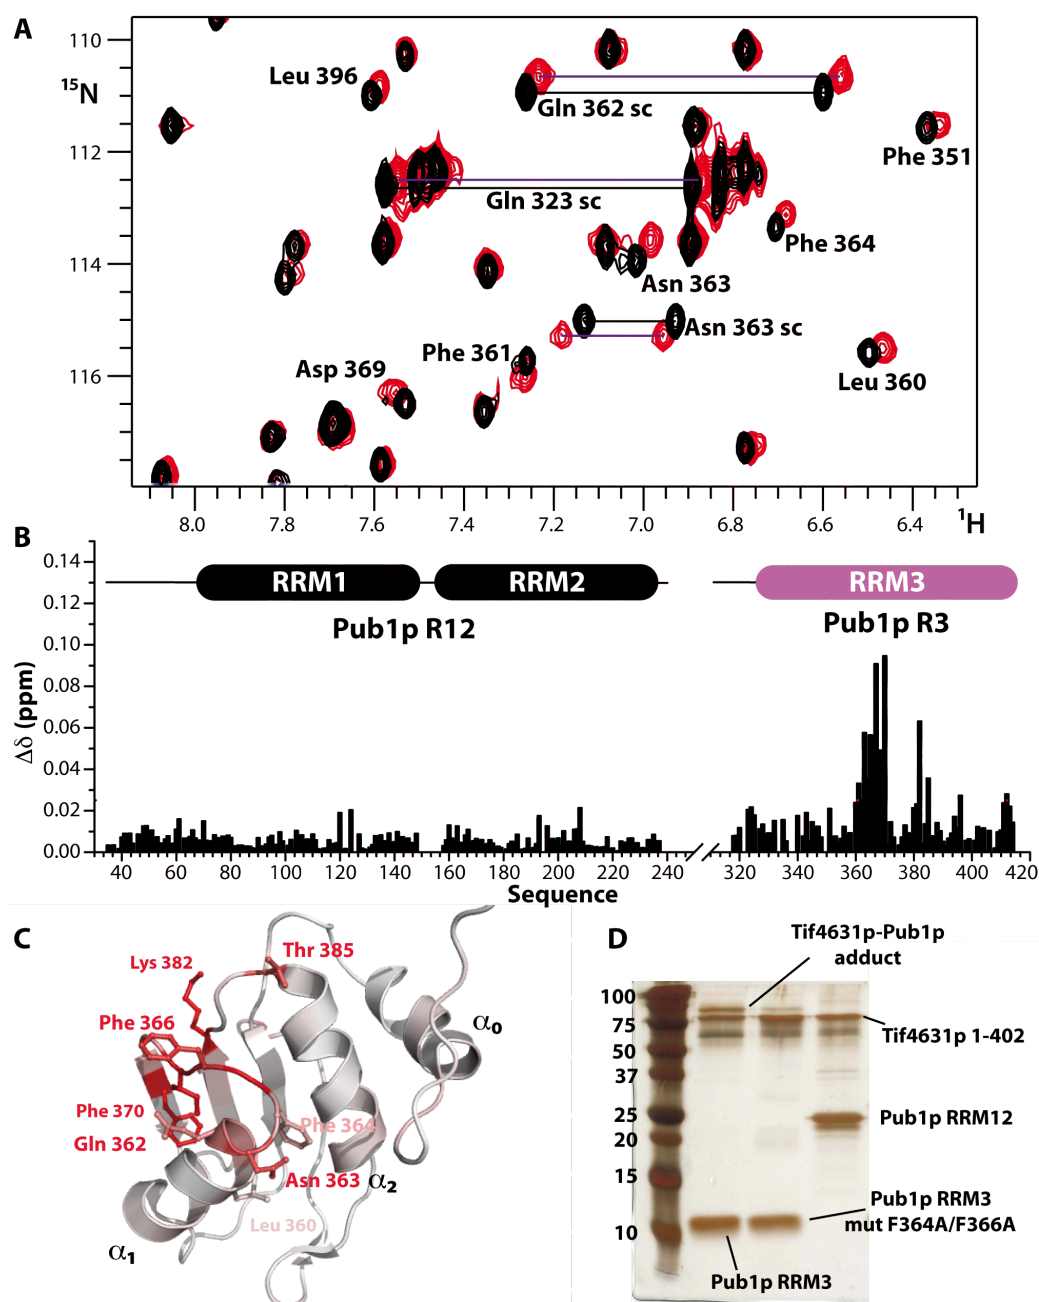 A
110
15N
112
114
116
Leu 396
Gln 362 sc
Phe 351
Gln 323 sc
Phe 364
Asn 363
Asn 363 sc
Phe 361
Asp 369
Leu 360
8.0 7.8 7.6 7.4 7.2 7.0 6.8 6.6 6.4 1H
B
0.14
0.12
0.10
0.08
0.06
0.04
0.02
0.00
Δδ (ppm)
RRM1 RRM2 RRM3
Pub1p R12 Pub1p R3
40 60 80 100 120 140 160 180 200 220 240 320 340 360 380 400 420
Sequence
C
Thr 385
Lys 382
Phe 366
α0
Phe 370
Phe 364
Gln 362
Asn 363
α2
Leu 360
α1
D
Tif4631p-Pub1p
adduct
100
75
50
37
25
20
15
10
Tif4631p 1-402
Pub1p RRM12
Pub1p RRM3
mut F364A/F366A
Pub1p RRM3